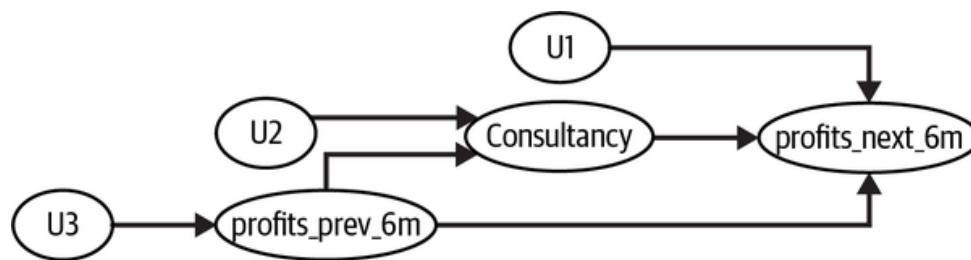 U1
U2
Consultancy
profits_next_6m
U3
profits_prev_6m